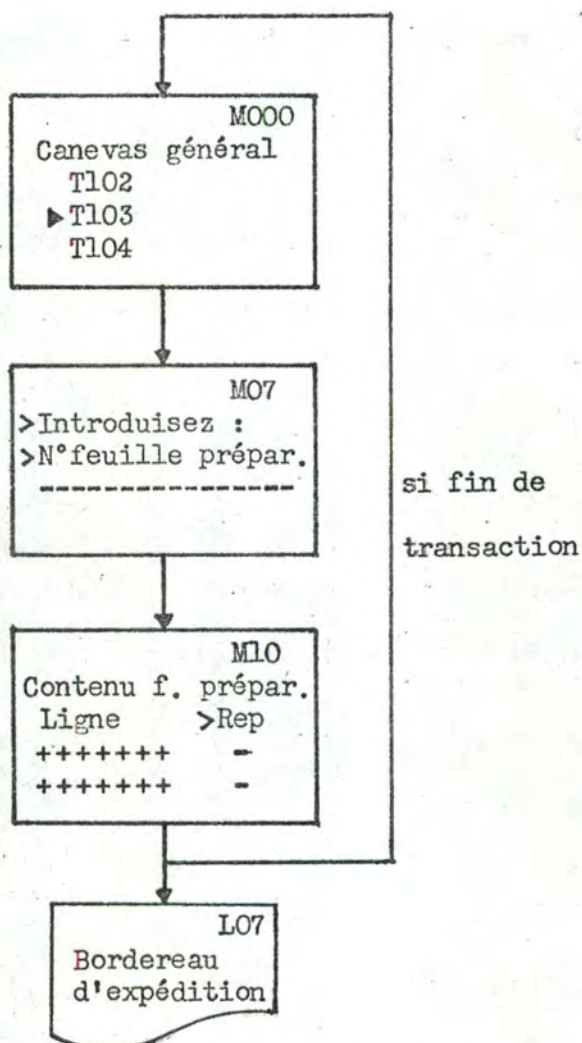 M000
Canevas général
T102
▶T103
T104
M07
>Introduisez :
>N°feuille prépar.
----------------
si fin de
transaction
M10
Contenu f. prépar.
Ligne >Rep
+++++++ -
+++++++ -
L07
Bordereau
d'expédition